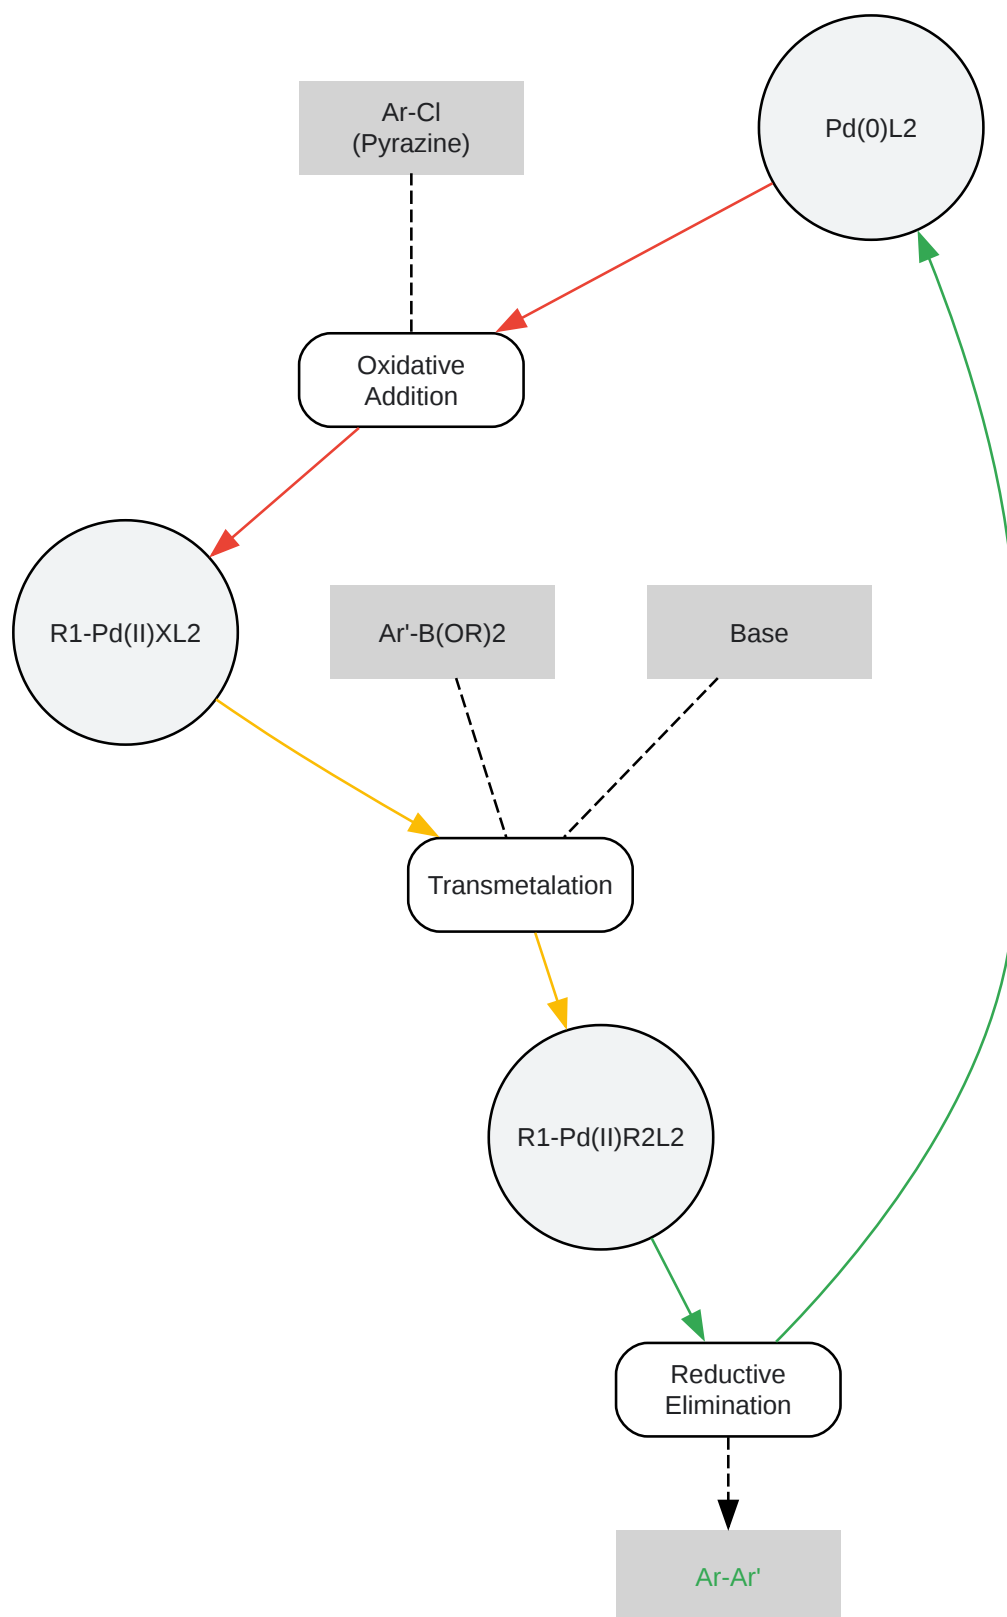 Ar-Cl
(Pyrazine)
Pd(0)L2
Oxidative
Addition
R1-Pd(II)XL2
Ar'-B(OR)2
Base
Transmetalation
R1-Pd(II)R2L2
Reductive
Elimination
Ar-Ar'